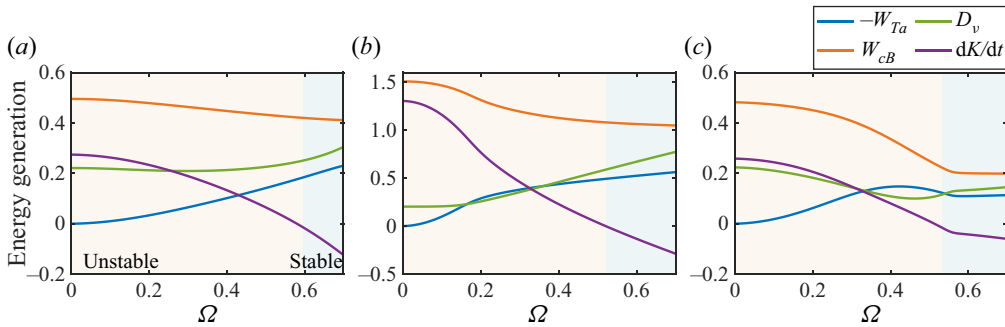 −W_Ta D_ν
W_cB dK/dt
(a) (b) (c)
Energy generation
0.6
0.4
0.2
0
−0.2
Unstable Stable
0 0.2 0.4 0.6
Ω
1.5
1.0
0.5
0
−0.5
0 0.2 0.4 0.6
Ω
0.6
0.4
0.2
0
−0.2
0 0.2 0.4 0.6
Ω